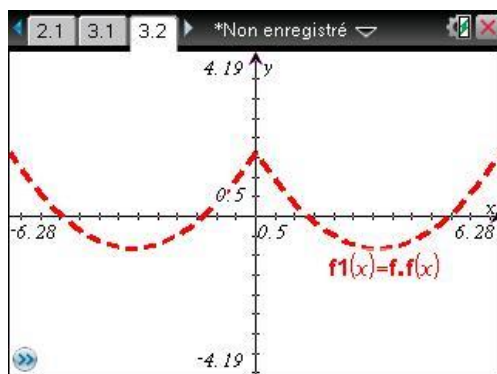 2.1 3.1 3.2 *Non enregistré
4.19 y
0.5
-6.28 0.5 6.28 x
f1(x)=f.f(x)
-4.19